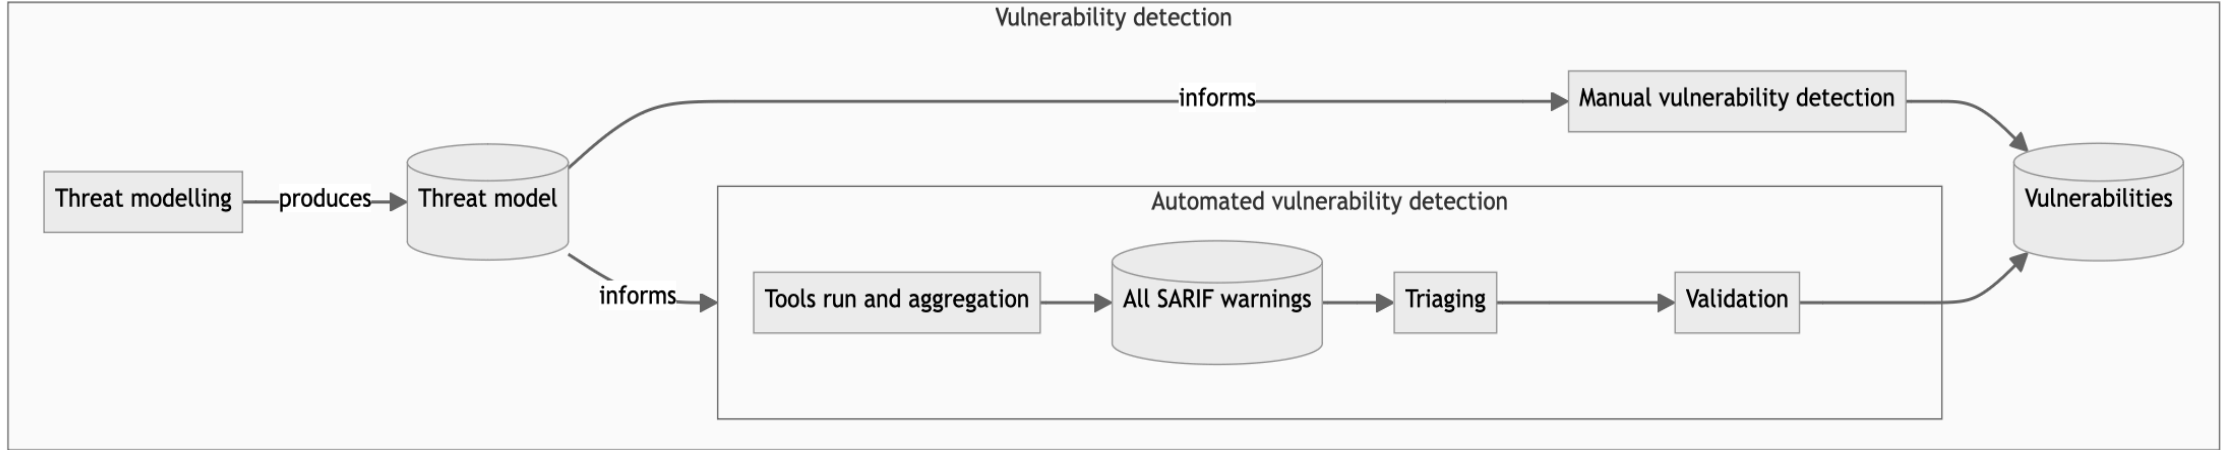 Vulnerability detection
informs
Manual vulnerability detection
Threat modelling
produces
Threat model
Vulnerabilities
Automated vulnerability detection
informs
Tools run and aggregation
All SARIF warnings
Triaging
Validation